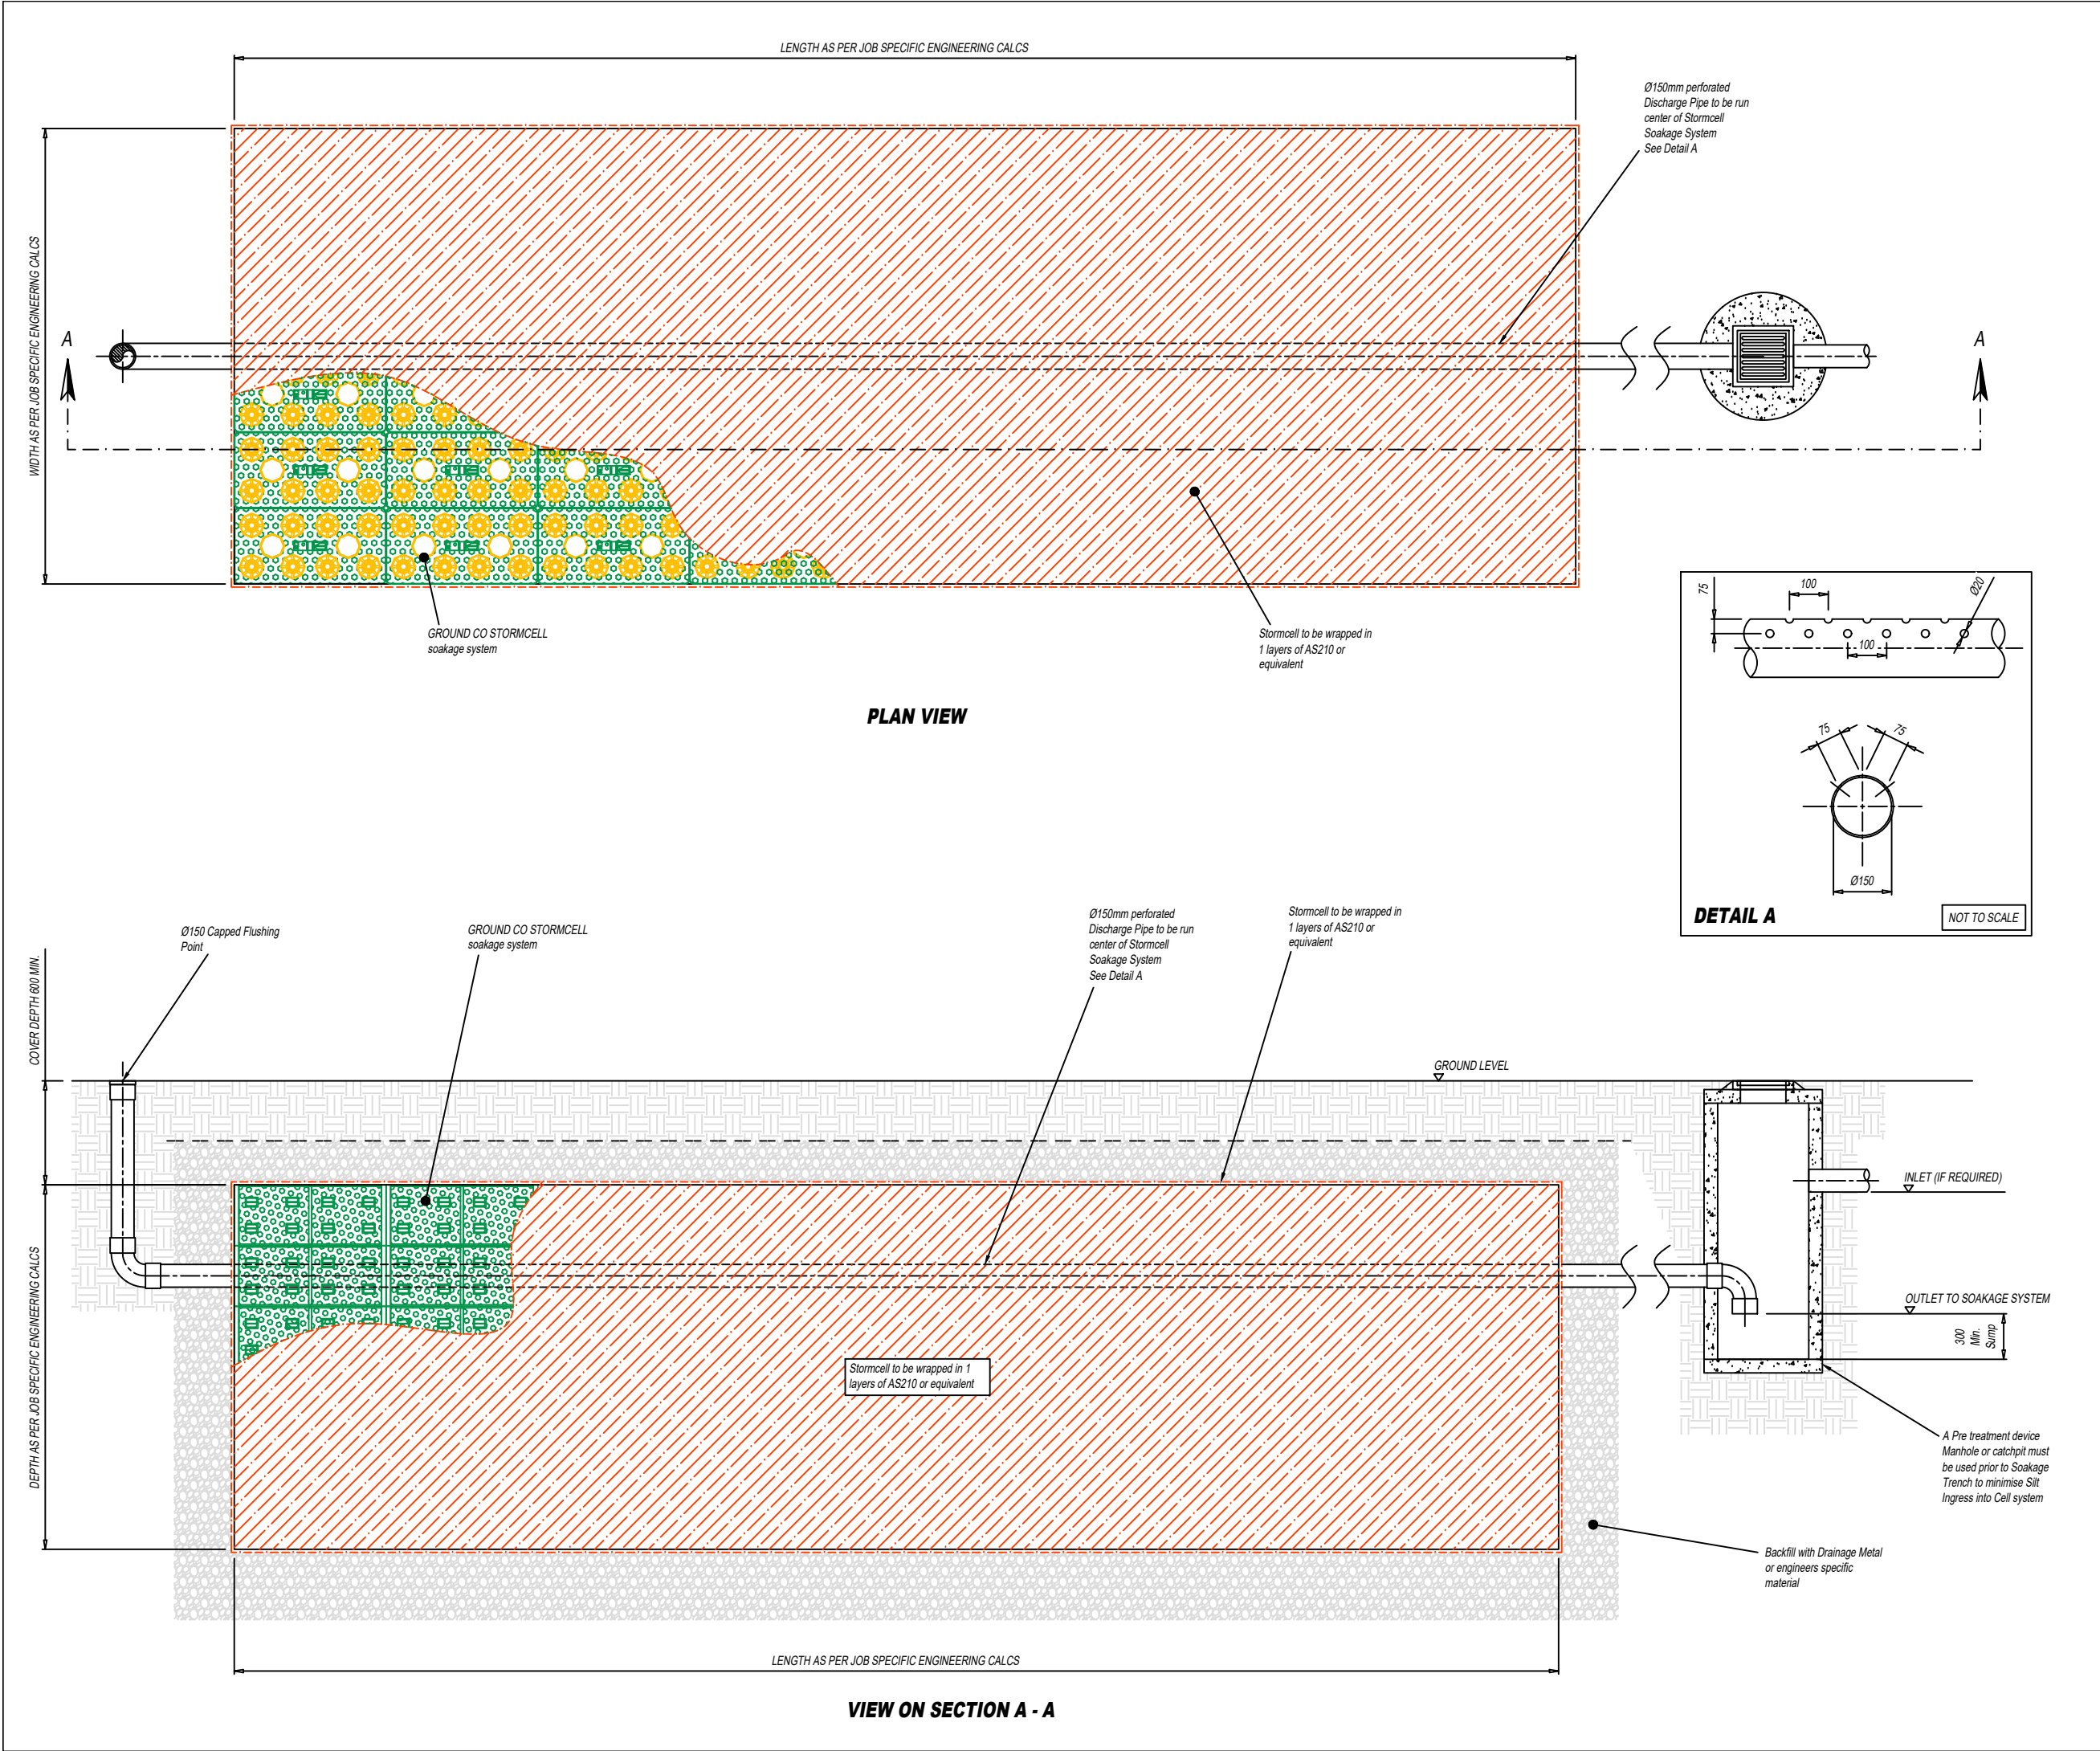 LENGTH AS PER JOB SPECIFIC ENGINEERING CALCS
Ø150mm perforated
Discharge Pipe to be run
center of Stormcell
Soakage System
See Detail A
WIDTH AS PER JOB SPECIFIC ENGINEERING CALCS
A
A
GROUND CO STORMCELL
soakage system
Stormcell to be wrapped in
1 layers of AS210 or
equivalent
PLAN VIEW
75
100
Ø20
100
75
75
Ø150
DETAIL A
NOT TO SCALE
Ø150 Capped Flushing
Point
GROUND CO STORMCELL
soakage system
Ø150mm perforated
Discharge Pipe to be run
center of Stormcell
Soakage System
See Detail A
Stormcell to be wrapped in
1 layers of AS210 or
equivalent
COVER DEPTH 600 MIN.
GROUND LEVEL
INLET (IF REQUIRED)
OUTLET TO SOAKAGE SYSTEM
300
Min.
Sump
DEPTH AS PER JOB SPECIFIC ENGINEERING CALCS
Stormcell to be wrapped in 1
layers of AS210 or equivalent
A Pre treatment device
Manhole or catchpit must
be used prior to Soakage
Trench to minimise Silt
Ingress into Cell system
Backfill with Drainage Metal
or engineers specific
material
LENGTH AS PER JOB SPECIFIC ENGINEERING CALCS
VIEW ON SECTION A - A